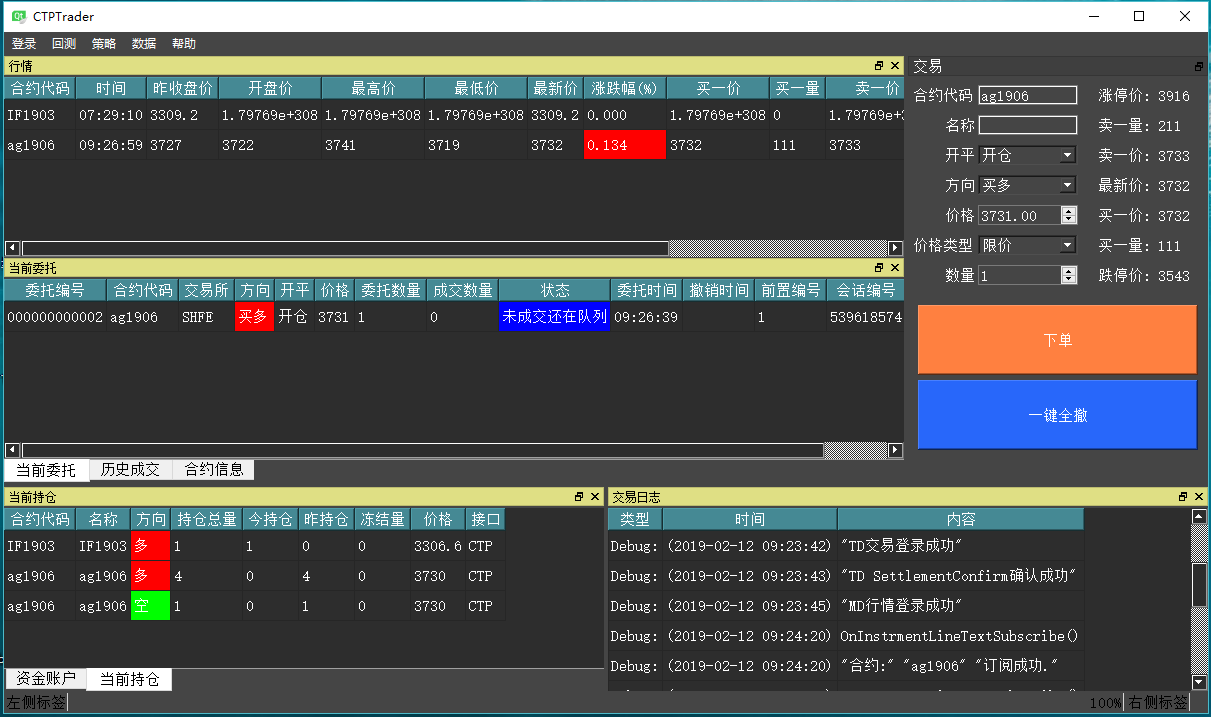 CTPTrader
登录 回测 策略 数据 帮助
行情
合约代码 时间 昨收盘价 开盘价 最高价 最低价 最新价 涨跌幅(%) 买一价 买一量 卖一价
IF1903 07:29:10 3309.2 1.79769e+308 1.79769e+308 1.79769e+308 3309.2 0.000 1.79769e+308 0 1.79769e+3
ag1906 09:26:59 3727 3722 3741 3719 3732 0.134 3732 111 3733
当前委托
委托编号 合约代码 交易所 方向 开平 价格 委托数量 成交数量 状态 委托时间 撤销时间 前置编号 会话编号
000000000002 ag1906 SHFE 买多 开仓 3731 1 0 未成交还在队列 09:26:39 1 539618574
当前委托 历史成交 合约信息
交易
合约代码 ag1906 涨停价: 3916
名称 卖一量: 211
开平 开仓 卖一价: 3733
方向 买多 最新价: 3732
价格 3731.00 买一价: 3732
价格类型 限价 买一量: 111
数量 1 跌停价: 3543
下单
一键全撤
当前持仓
合约代码 名称 方向 持仓总量 今持仓 昨持仓 冻结量 价格 接口
IF1903 IF1903 多 1 1 0 0 3306.6 CTP
ag1906 ag1906 多 4 0 4 0 3730 CTP
ag1906 ag1906 空 1 0 1 0 3730 CTP
资金账户 当前持仓
交易日志
类型 时间 内容
Debug: (2019-02-12 09:23:42) "TD交易登录成功"
Debug: (2019-02-12 09:23:43) "TD SettlementConfirm确认成功"
Debug: (2019-02-12 09:23:45) "MD行情登录成功"
Debug: (2019-02-12 09:24:20) OnInstrmentLineTextSubscribe()
Debug: (2019-02-12 09:24:20) "合约:" "ag1906" "订阅成功."
左侧标签 100% 右侧标签